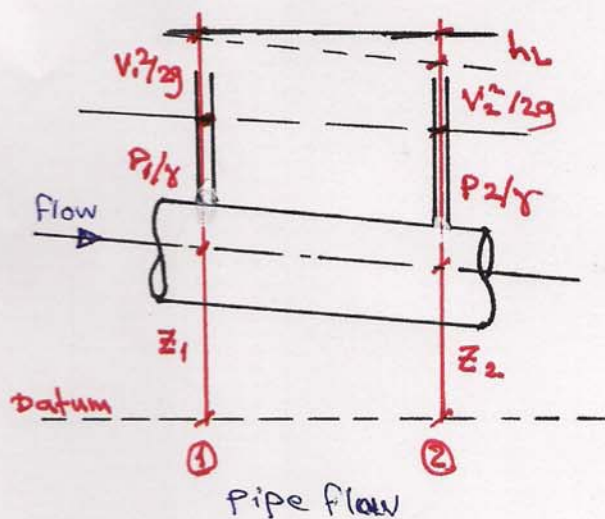 hL
V₁²/2g
V₂²/2g
P₁/γ
P2/γ
flow
Z₁
Z₂
Datum
①
②
pipe flow